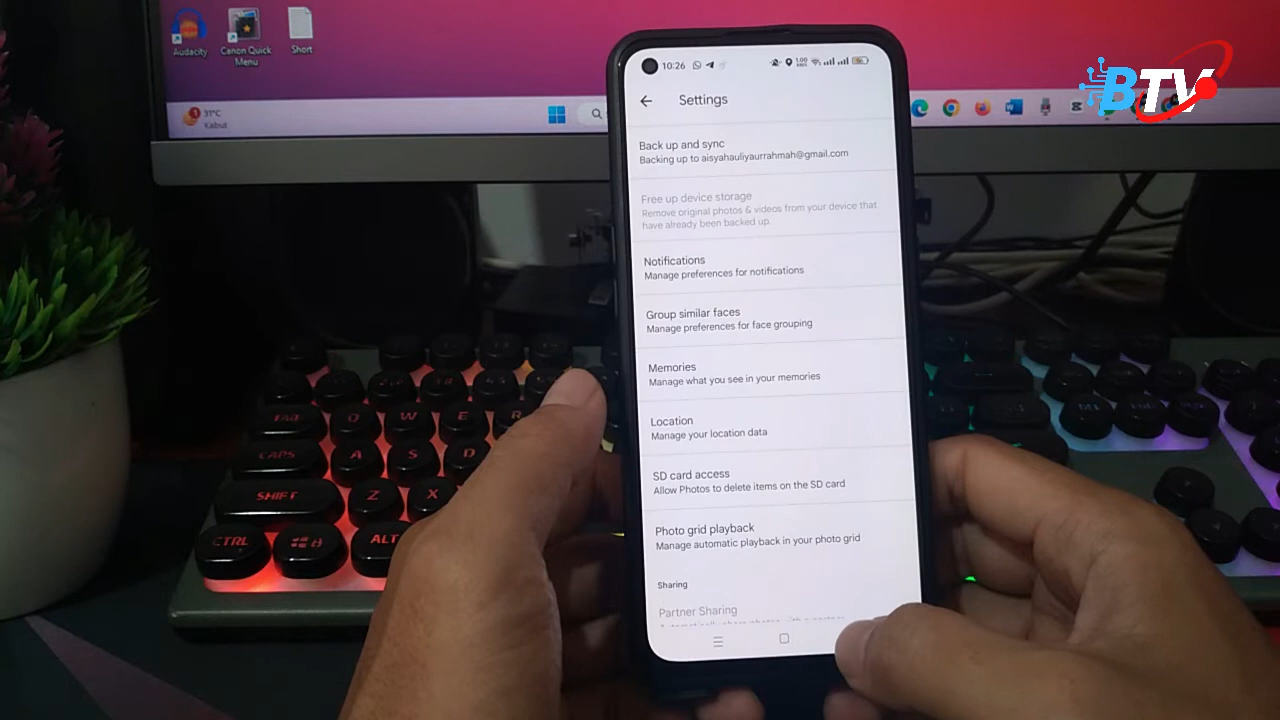 Audacity
Canon Quick
Menu
Short
31°C
Kabut
BTV
10:26
1.00
Settings
Back up and sync
Backing up to aisyahauliyaurrahmah@gmail.com
Free up device storage
Remove original photos & videos from your device that
have already been backed up.
Notifications
Manage preferences for notifications
Group similar faces
Manage preferences for face grouping
Memories
Manage what you see in your memories
Location
Manage your location data
SD card access
Allow Photos to delete items on the SD card
Photo grid playback
Manage automatic playback in your photo grid
Sharing
Partner Sharing
TAB Q W E R
CAPS A S D
SHIFT Z X
CTRL ALT